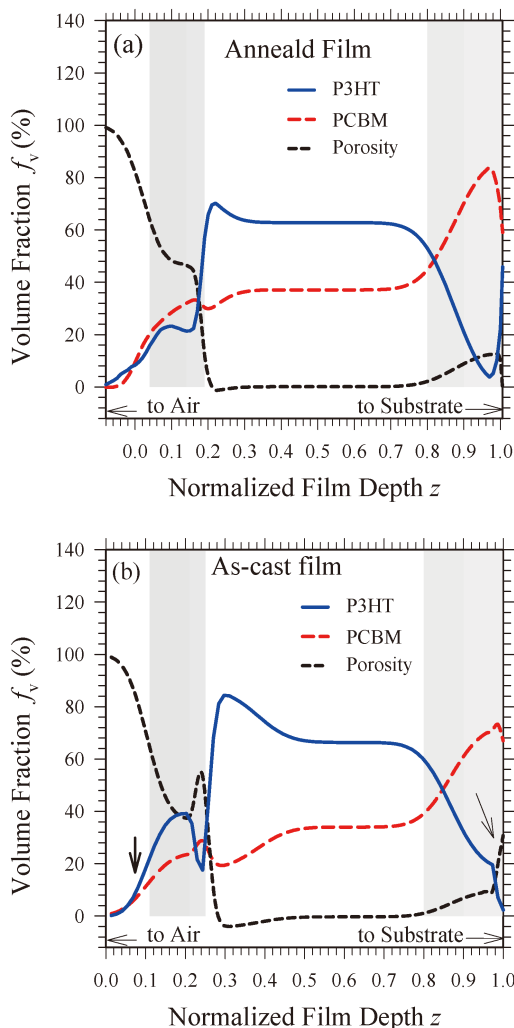 (a)
Anneald Film
P3HT
PCBM
Porosity
140
120
100
80
60
40
20
0
Volume Fraction fv (%)
to Air
to Substrate
0.0 0.1 0.2 0.3 0.4 0.5 0.6 0.7 0.8 0.9 1.0
Normalized Film Depth z
(b)
As-cast film
P3HT
PCBM
Porosity
140
120
100
80
60
40
20
0
Volume Fraction fv (%)
to Air
to Substrate
0.0 0.1 0.2 0.3 0.4 0.5 0.6 0.7 0.8 0.9 1.0
Normalized Film Depth z